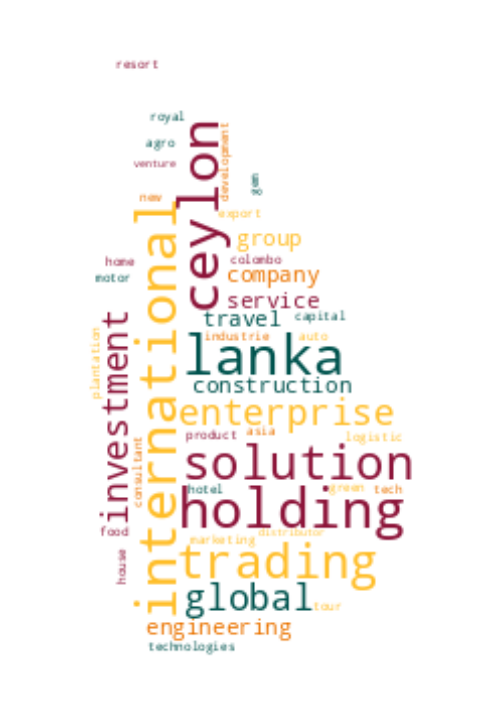 resort
royal
agro
venture
new
development
ceylon
export
international
group
home
colombo
motor
company
service
investment
travel
capital
plantation
industrie
auto
lanka
construction
enterprise
product
asia
logistic
consultant
solution
hotel
green
tech
holding
food
marketing
distributor
house
trading
global
tour
engineering
technologies